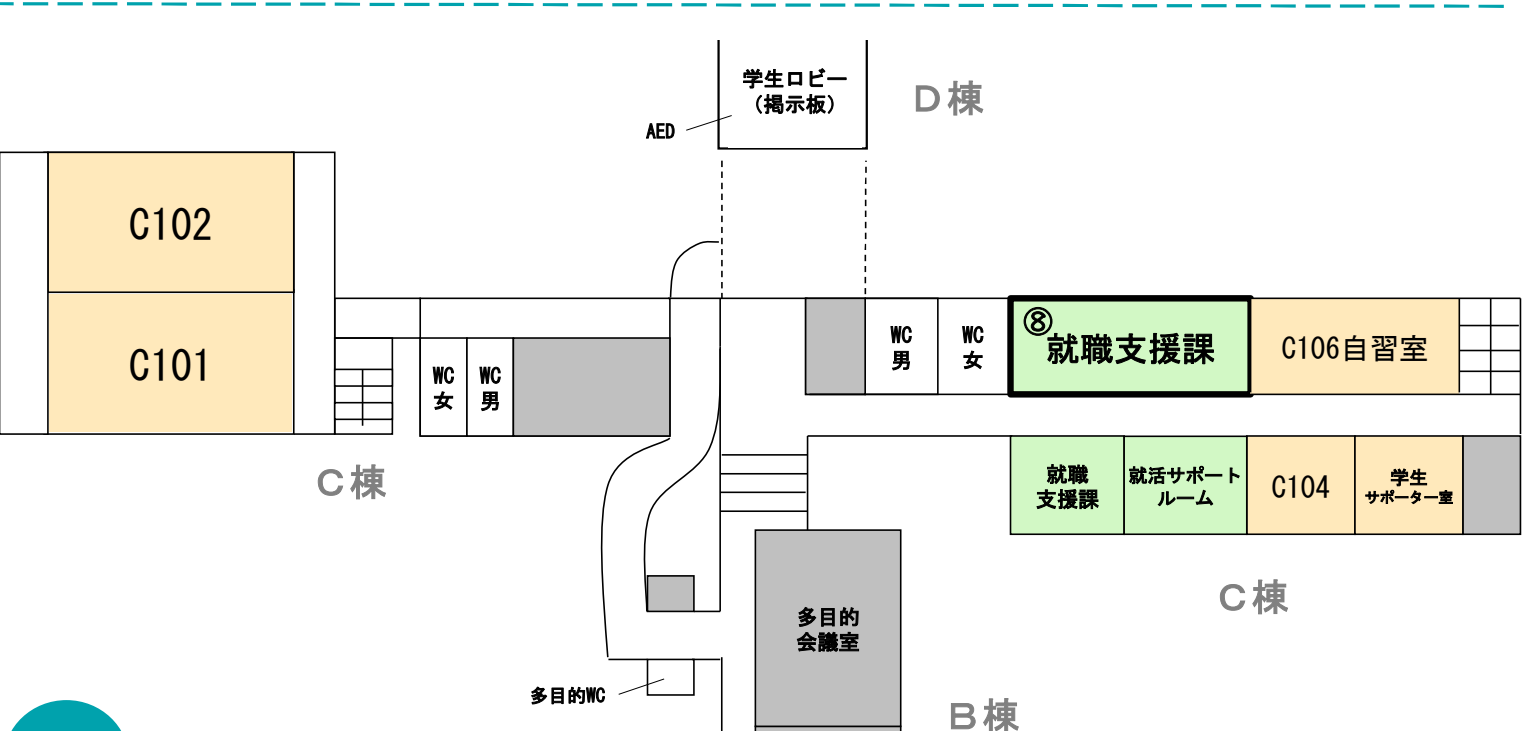 学生ロビー
（掲示板）
D棟
AED
C102
C101
WC
女
WC
男
C棟
WC
男
WC
女
⑧
就職支援課
C106自習室
就職
支援課
就活サポート
ルーム
C104
学生
サポーター室
C棟
多目的
会議室
多目的WC
B棟